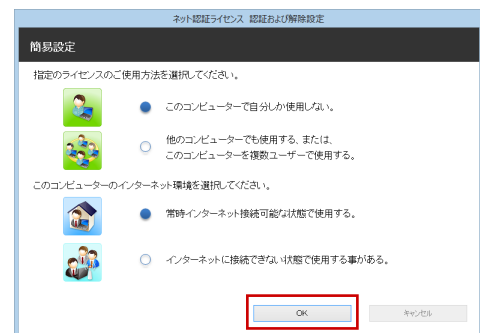 ネット認証ライセンス 認証および解除設定
簡易設定
指定のライセンスのご使用方法を選択してください。
このコンピューターで自分しか使用しない。
他のコンピューターでも使用する、または、
このコンピューターを複数ユーザーで使用する。
このコンピューターのインターネット環境を選択してください。
常時インターネット接続可能な状態で使用する。
インターネットに接続できない状態で使用する事がある。
OK
キャンセル